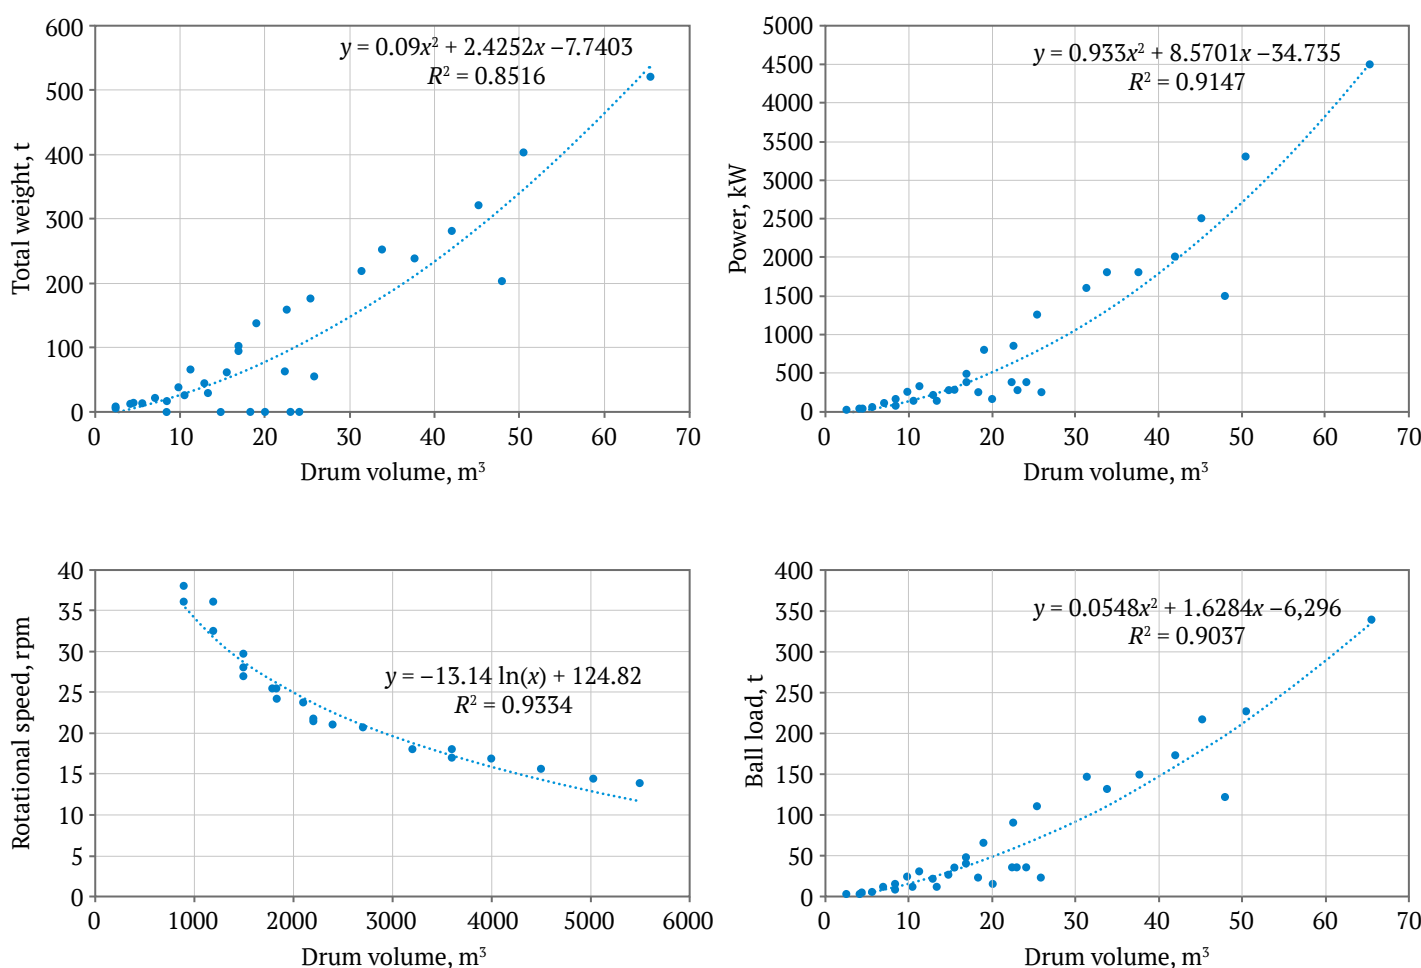 600
500
400
300
200
100
0
0 10 20 30 40 50 60 70
Total weight, t
Drum volume, m³
y = 0.09x² + 2.4252x −7.7403
R² = 0.8516
5000
4500
4000
3500
3000
2500
2000
1500
1000
500
0
0 10 20 30 40 50 60 70
Power, kW
Drum volume, m³
y = 0.933x² + 8.5701x −34.735
R² = 0.9147
40
35
30
25
20
15
10
5
0
0 1000 2000 3000 4000 5000 6000
Rotational speed, rpm
Drum volume, m³
y = −13.14 ln(x) + 124.82
R² = 0.9334
400
350
300
250
200
150
100
50
0
0 10 20 30 40 50 60 70
Ball load, t
Drum volume, m³
y = 0.0548x² + 1.6284x −6,296
R² = 0.9037